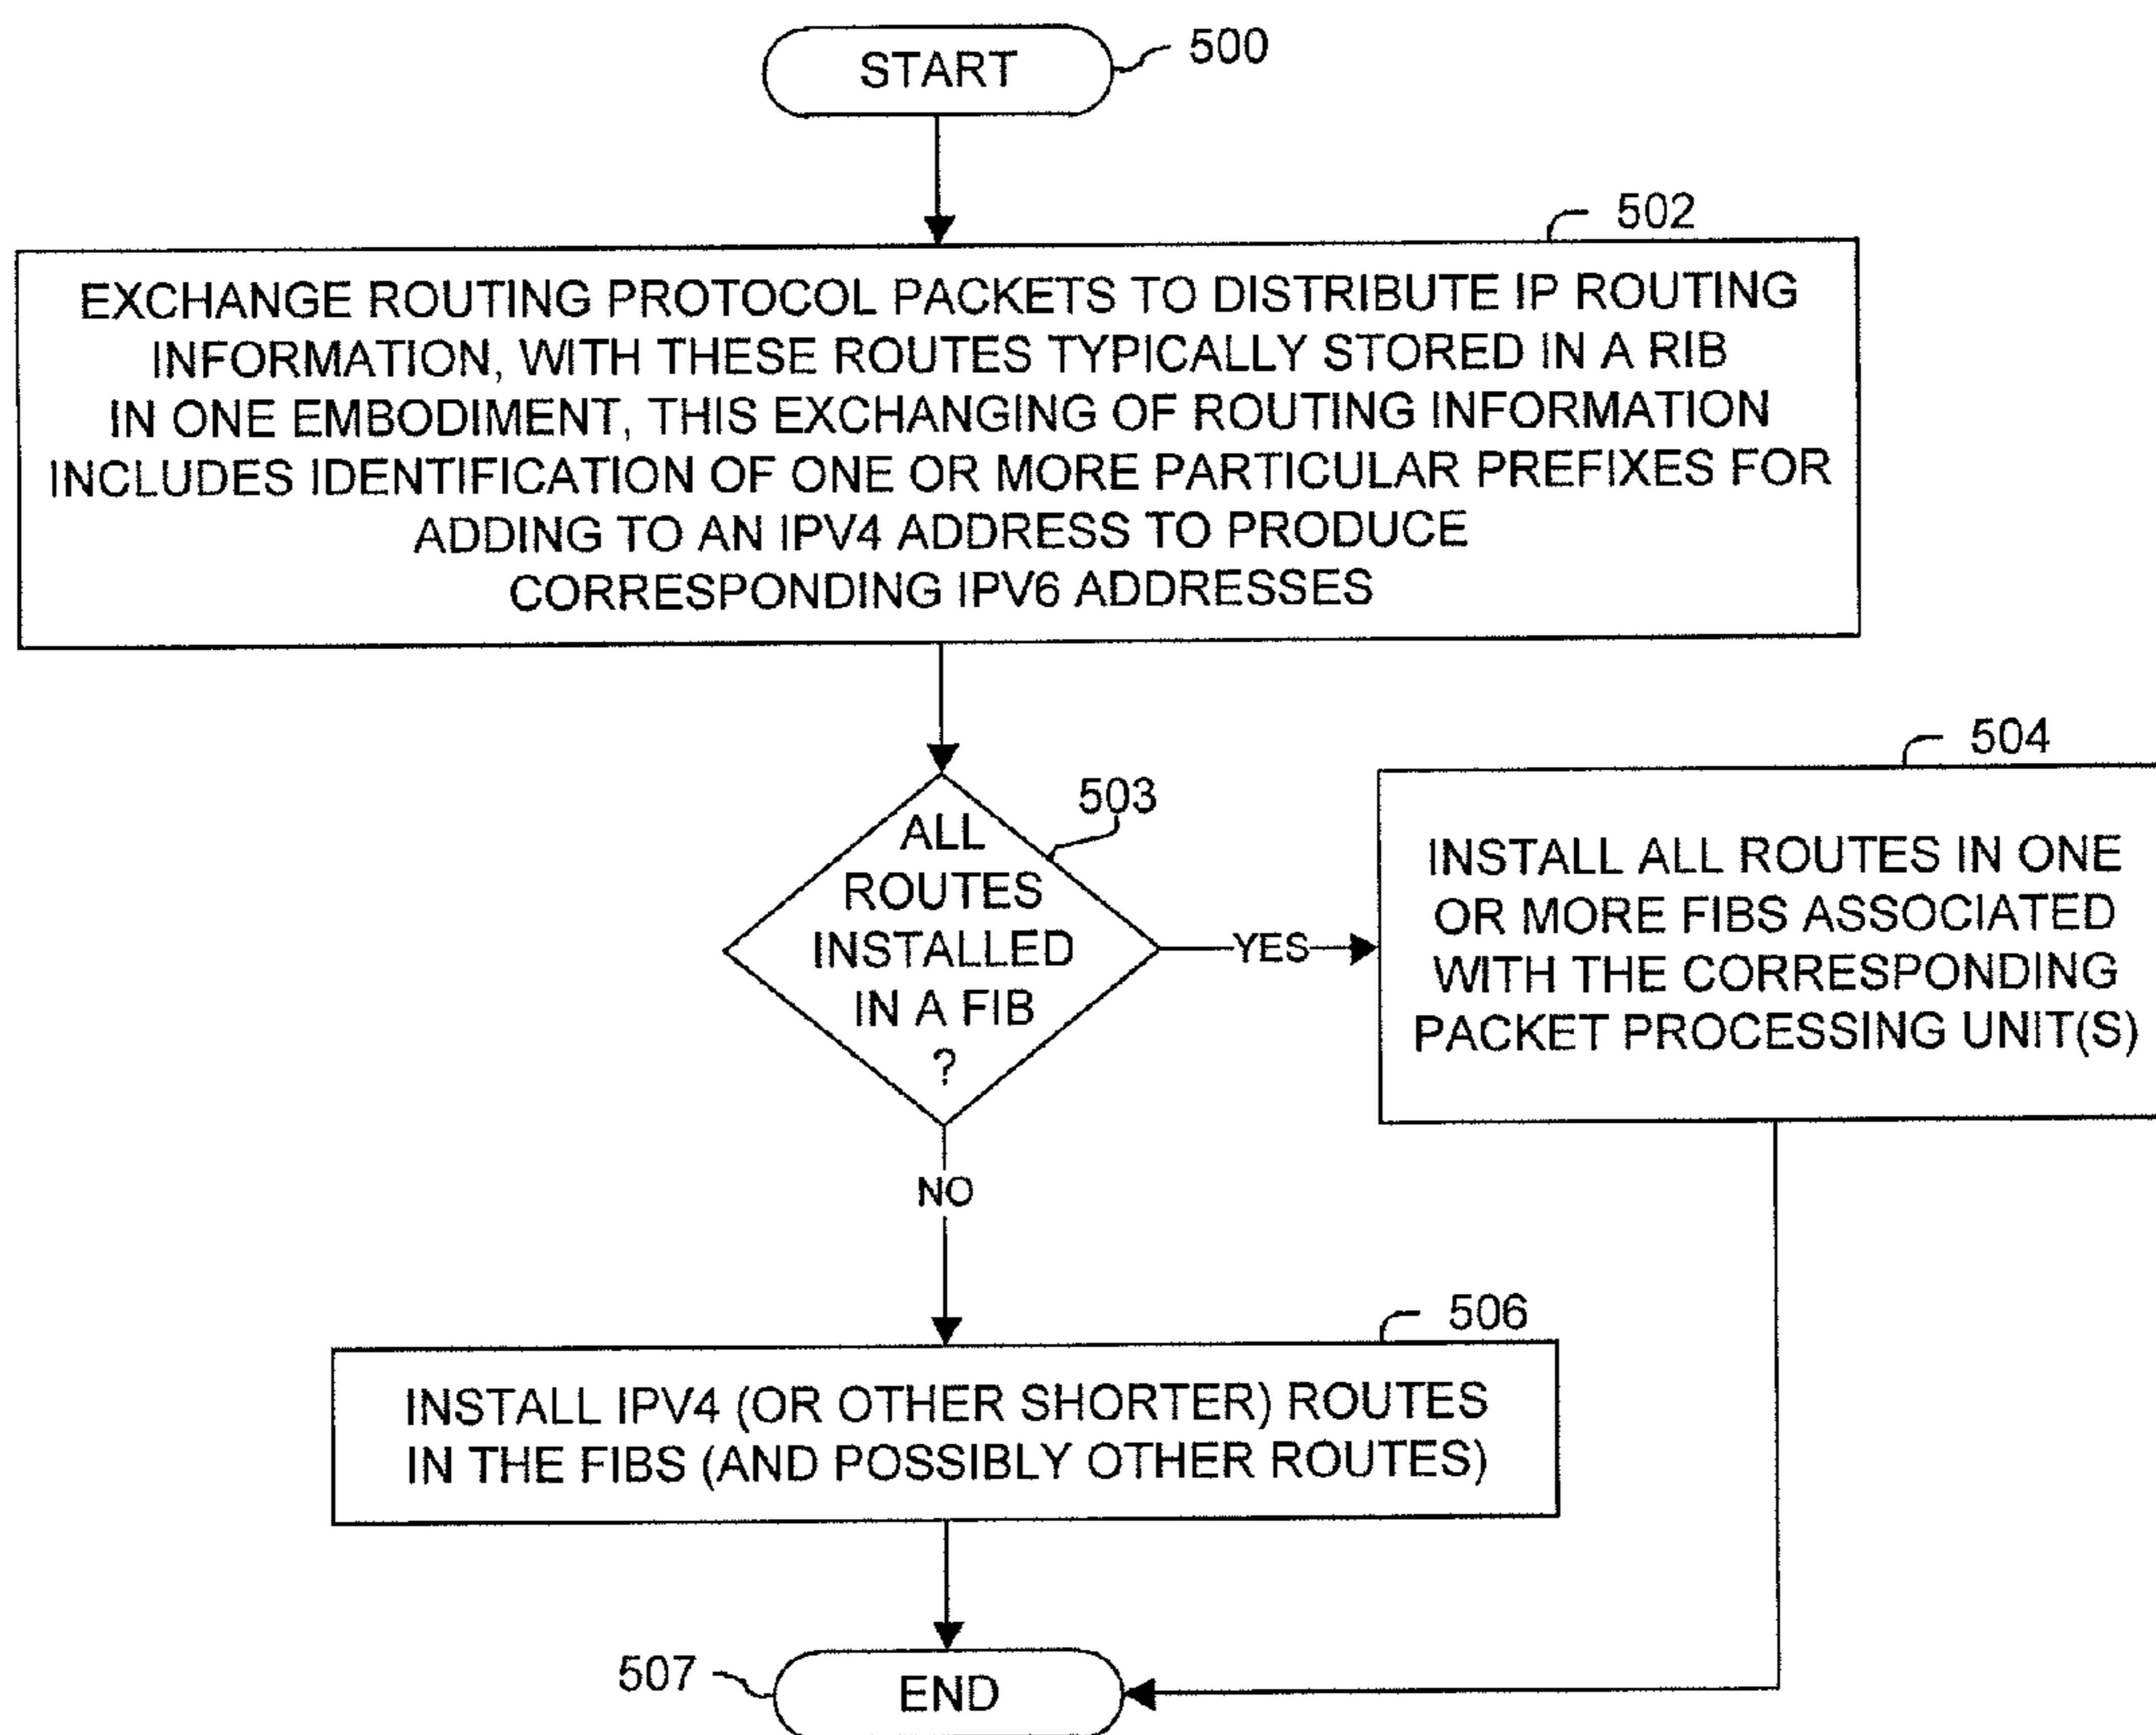 START
500
502
EXCHANGE ROUTING PROTOCOL PACKETS TO DISTRIBUTE IP ROUTING
INFORMATION, WITH THESE ROUTES TYPICALLY STORED IN A RIB
IN ONE EMBODIMENT, THIS EXCHANGING OF ROUTING INFORMATION
INCLUDES IDENTIFICATION OF ONE OR MORE PARTICULAR PREFIXES FOR
ADDING TO AN IPV4 ADDRESS TO PRODUCE
CORRESPONDING IPV6 ADDRESSES
503
ALL
ROUTES
INSTALLED
IN A FIB
?
YES
504
INSTALL ALL ROUTES IN ONE
OR MORE FIBS ASSOCIATED
WITH THE CORRESPONDING
PACKET PROCESSING UNIT(S)
NO
506
INSTALL IPV4 (OR OTHER SHORTER) ROUTES
IN THE FIBS (AND POSSIBLY OTHER ROUTES)
507
END